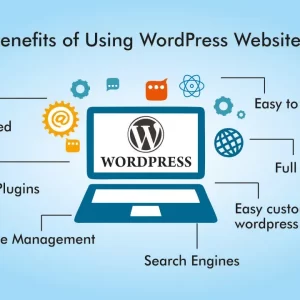 enefits of Using WordPress Website
Easy to
ed
W
WORDPRESS
Full
Plugins
Easy custo
wordpress
e Management
Search Engines